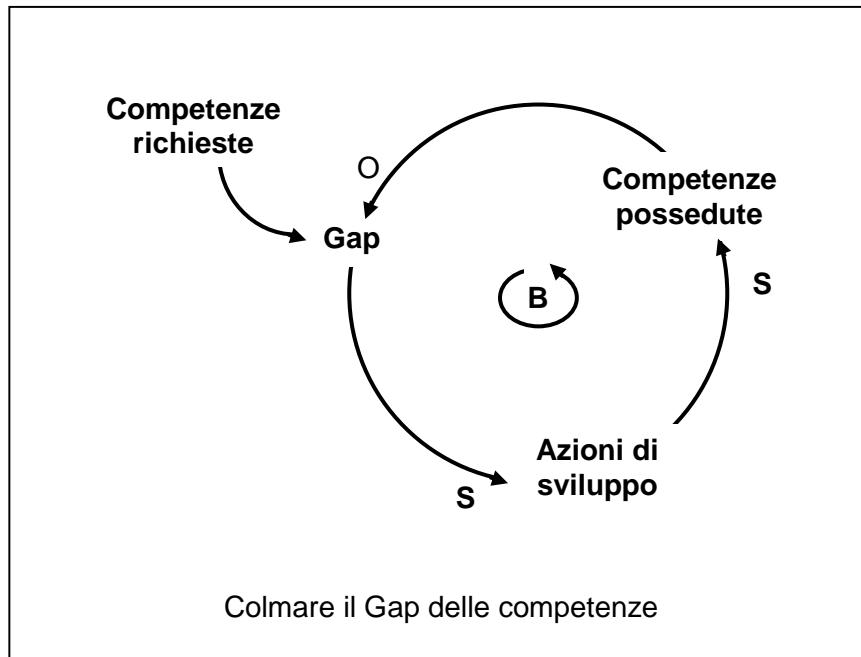 Competenze
richieste
O
Competenze
possedute
Gap
B
S
Azioni di
sviluppo
S
Colmare il Gap delle competenze